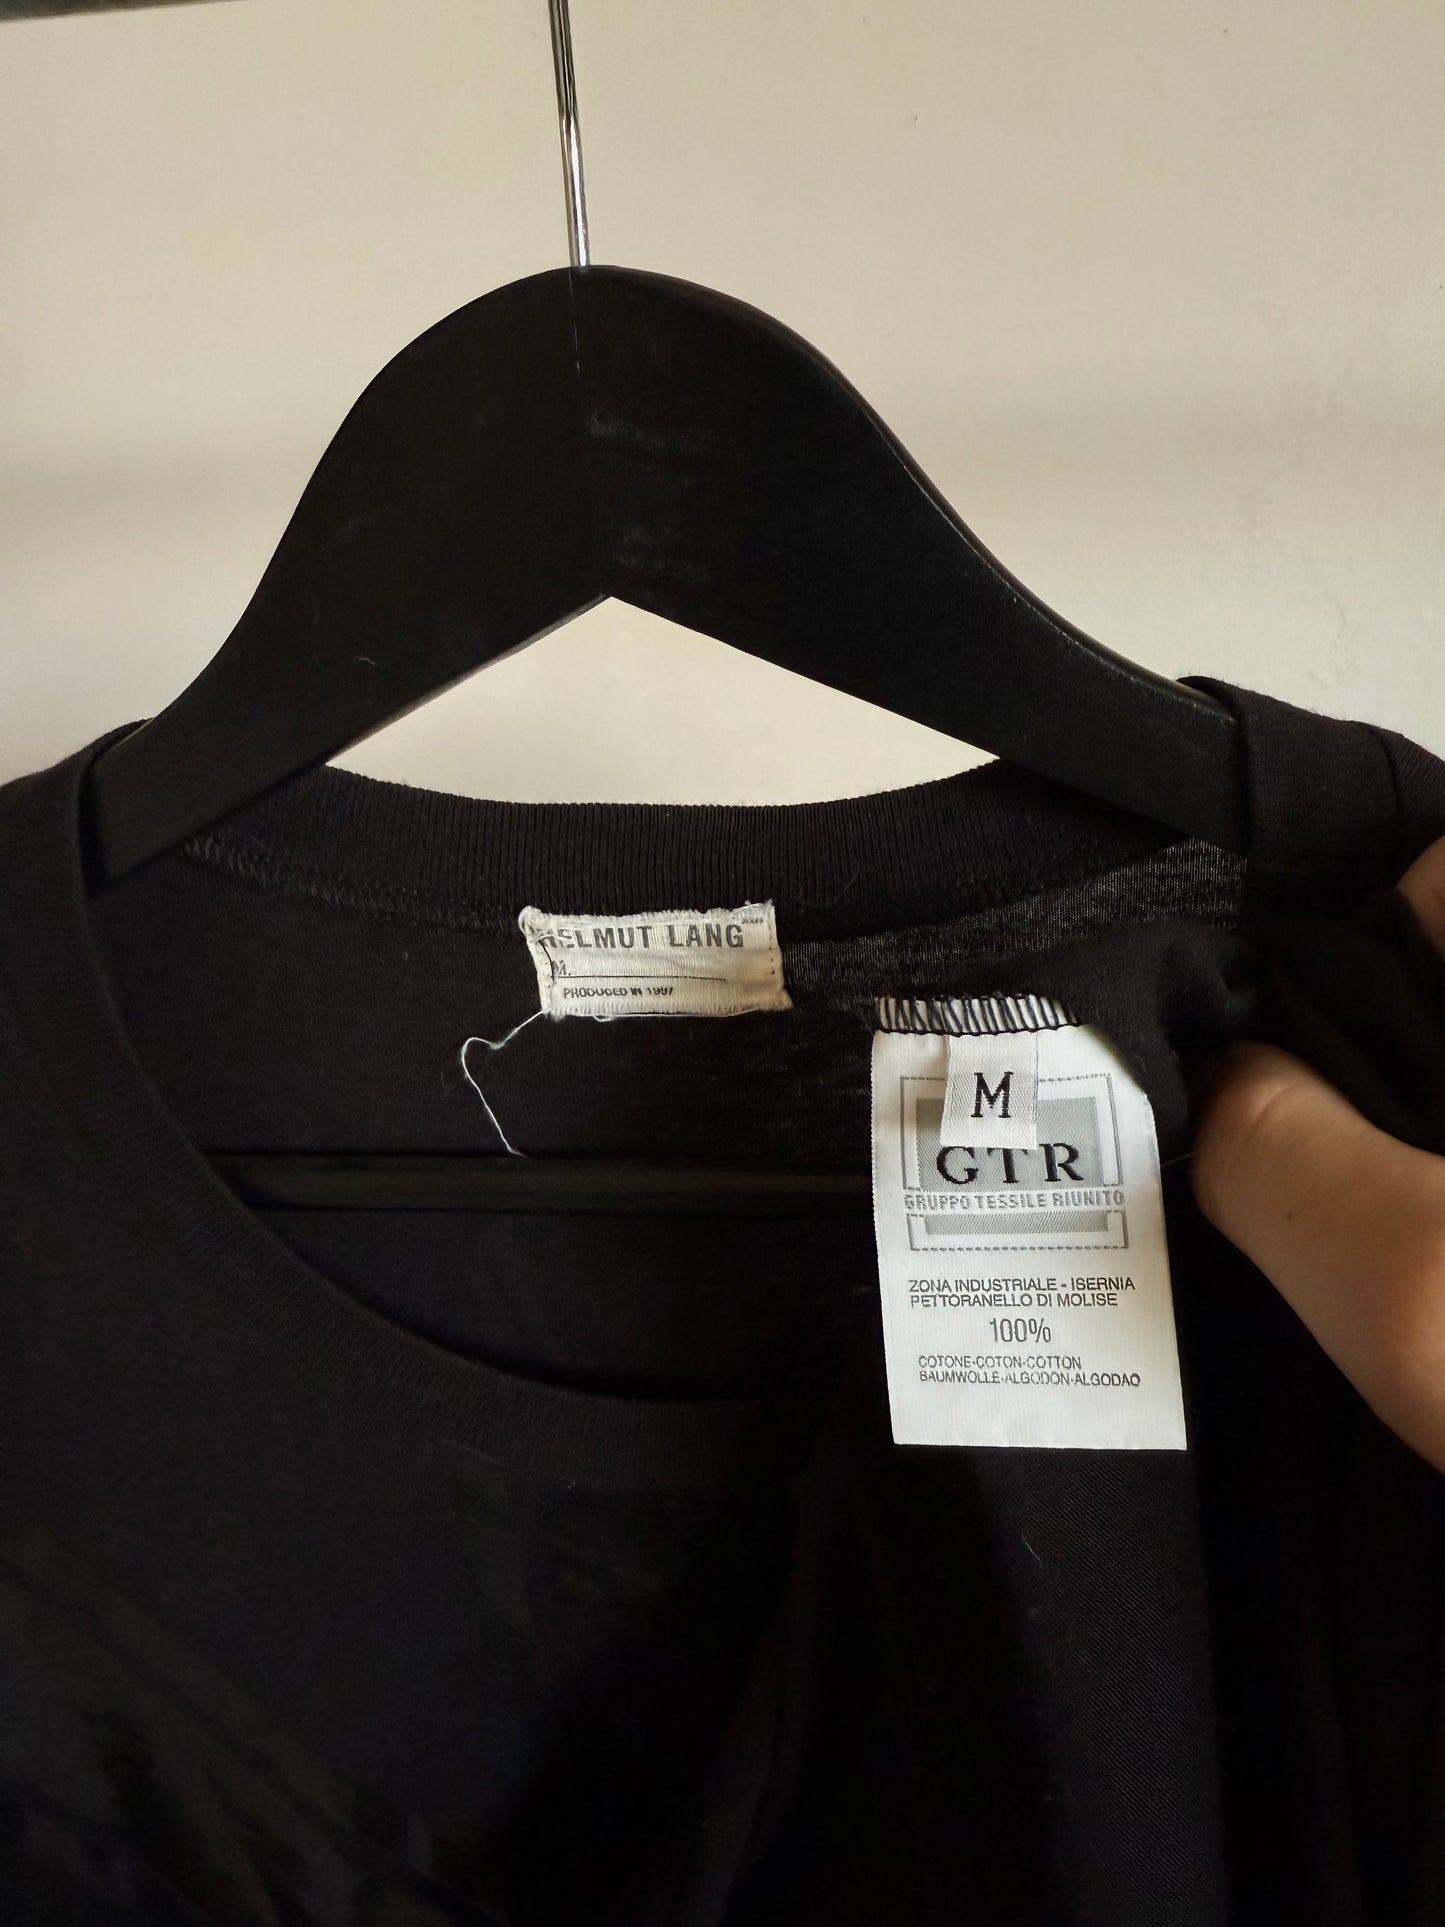 HELMUT LANG
M.
PRODUCED IN 1997
M
GTR
GRUPPO TESSILE RIUNITO
ZONA INDUSTRIALE - ISERNIA
PETTORANELLO DI MOLISE
100%
COTONE-COTON-COTTON
BAUMWOLLE-ALGODON-ALGODAO